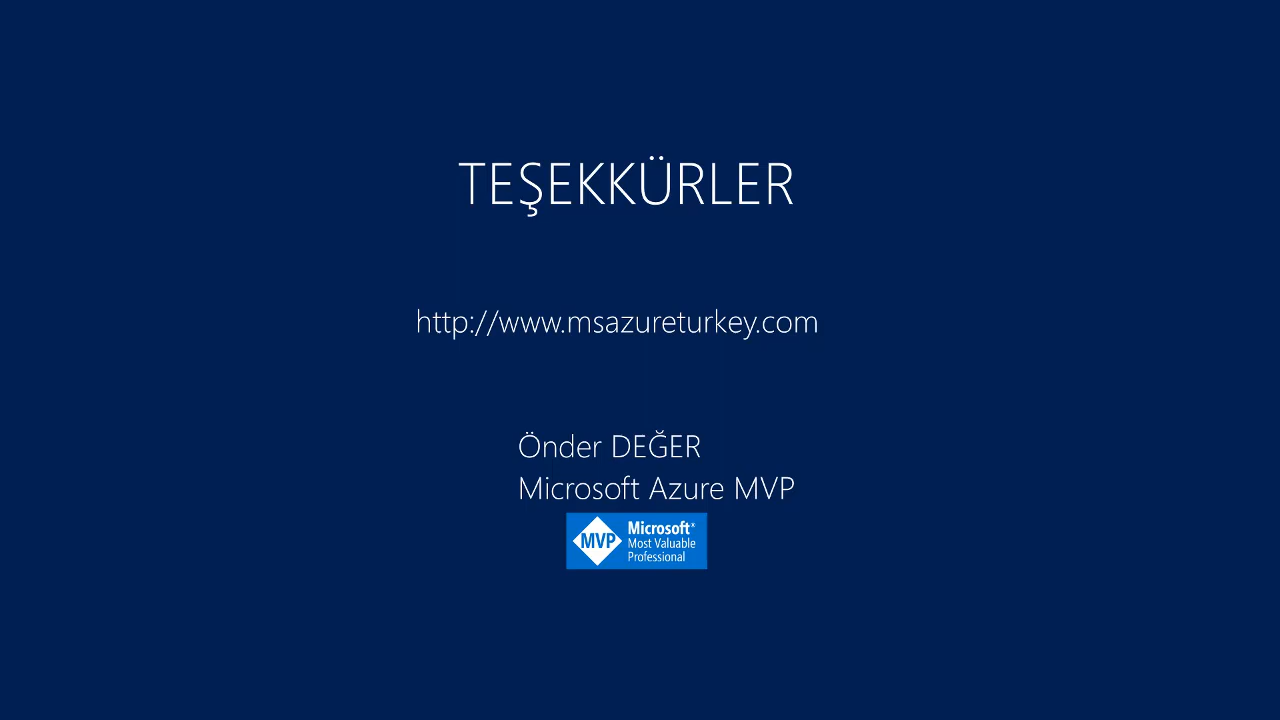 TEŞEKKÜRLER
http://www.msazureturkey.com
Önder DEĞER
Microsoft Azure MVP
MVP
Microsoft®
Most Valuable
Professional